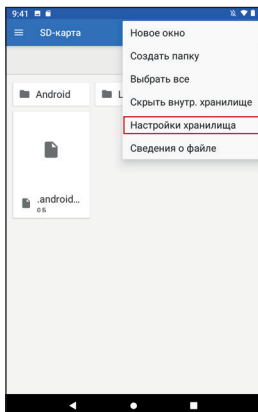 9:41
SD-карта
Новое окно
Создать папку
Выбрать все
Скрыть внутр. хранилище
Настройки хранилища
Сведения о файле
Android
L
.android...
0 Б